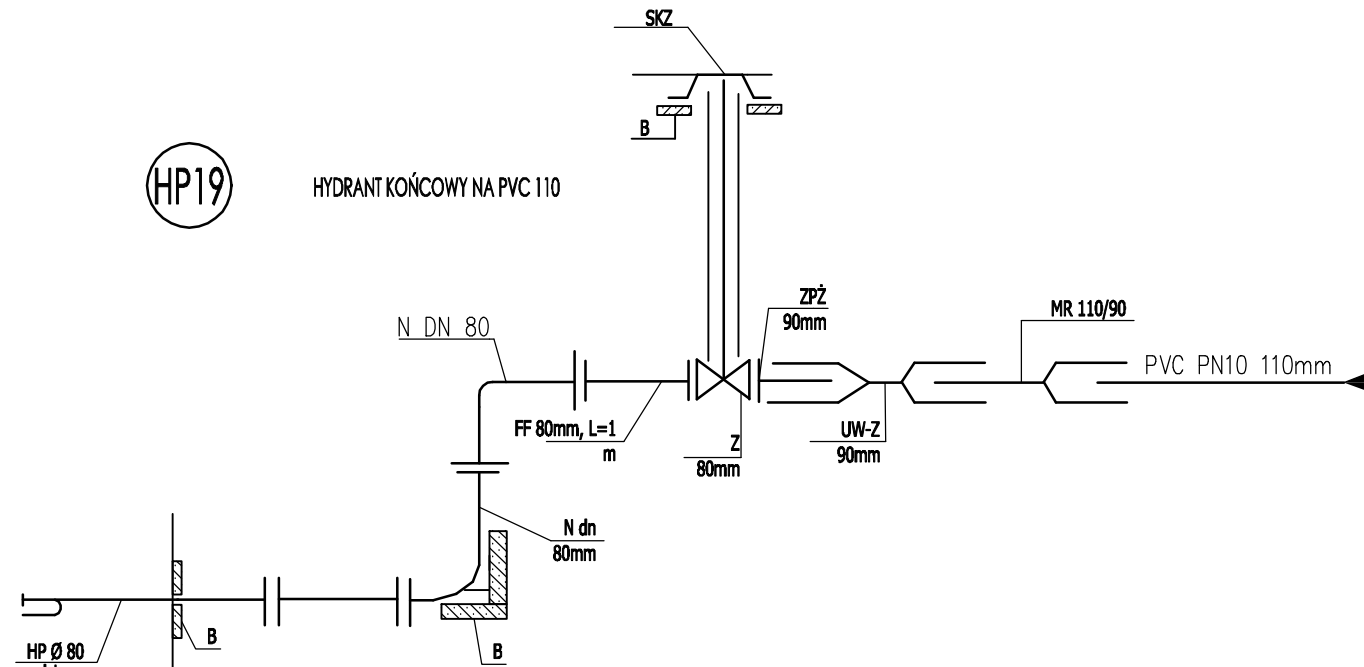 SKZ
B
HP19
HYDRANT KOŃCOWY NA PVC 110
ZPŻ
90mm
MR 110/90
N DN 80
PVC PN10 110mm
FF 80mm, L=1
m
Z
80mm
UW-Z
90mm
N dn
80mm
B
B
HP Ø 80